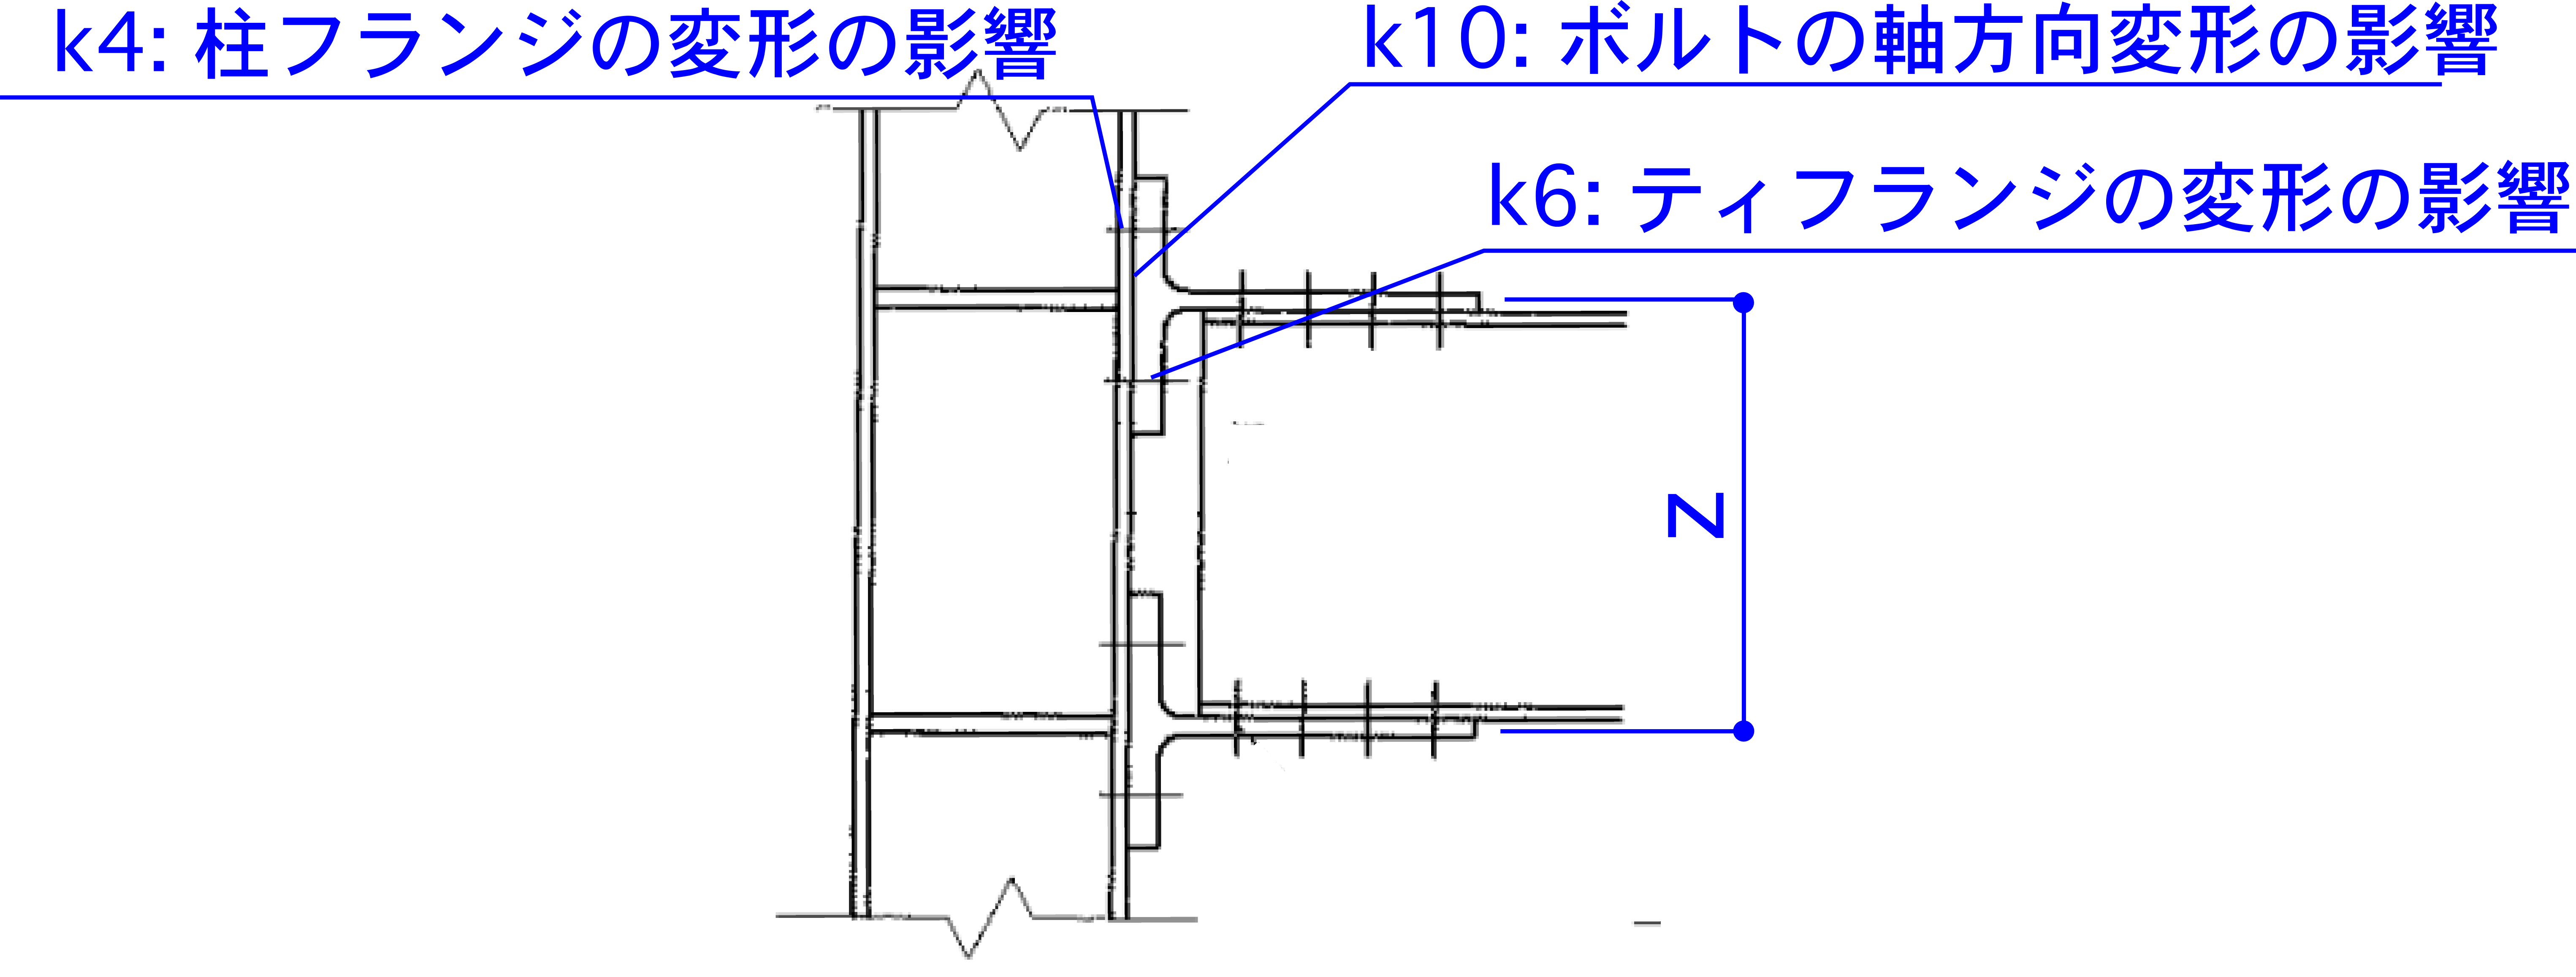 k4: 柱フランジの変形の影響
k10: ボルトの軸方向変形の影響
k6: ティフランジの変形の影響
Z